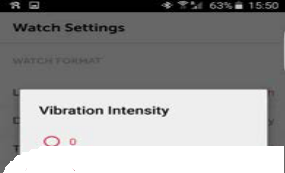 63% 15:50
Watch Settings
WATCH FORMAT
Vibration Intensity
0